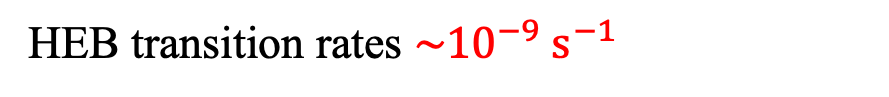 HEB transition rates ~10⁻⁹ s⁻¹